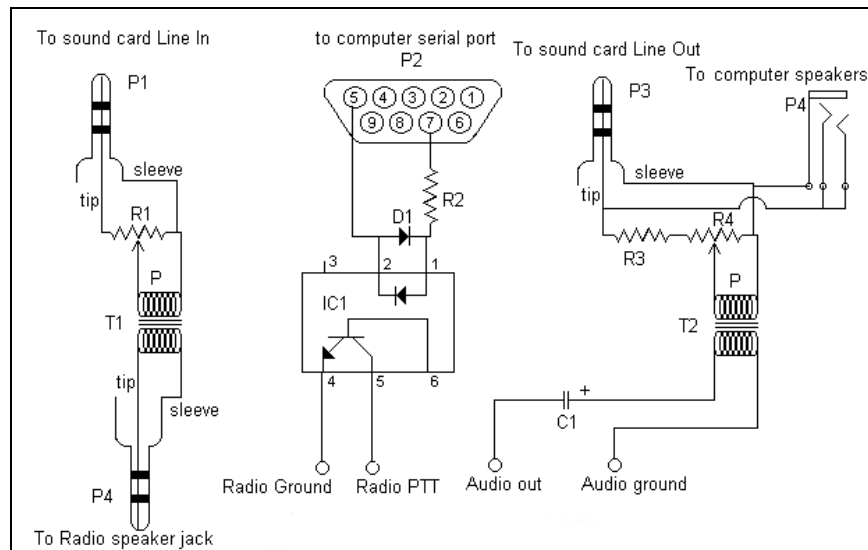 To sound card Line In
P1
sleeve
tip
R1
P
T1
tip
sleeve
P4
To Radio speaker jack
to computer serial port
P2
5 4 3 2 1
9 8 7 6
R2
D1
3 2 1
IC1
4 5 6
Radio Ground
Radio PTT
To sound card Line Out
P3
To computer speakers
P4
sleeve
tip
R4
R3
P
T2
+
C1
Audio out
Audio ground